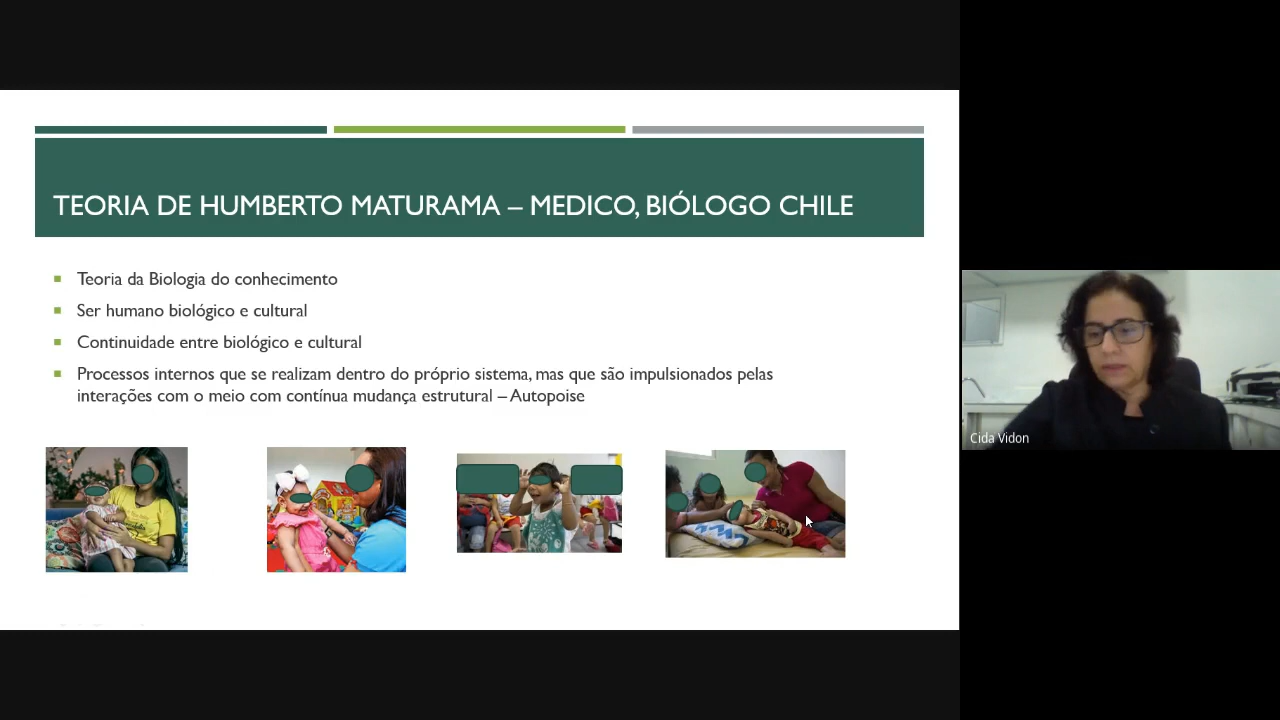 TEORIA DE HUMBERTO MATURAMA – MEDICO, BIÓLOGO CHILE
Teoria da Biologia do conhecimento
Ser humano biológico e cultural
Continuidade entre biológico e cultural
Processos internos que se realizam dentro do próprio sistema, mas que são impulsionados pelas
interações com o meio com contínua mudança estrutural – Autopoise
Cida Vidon